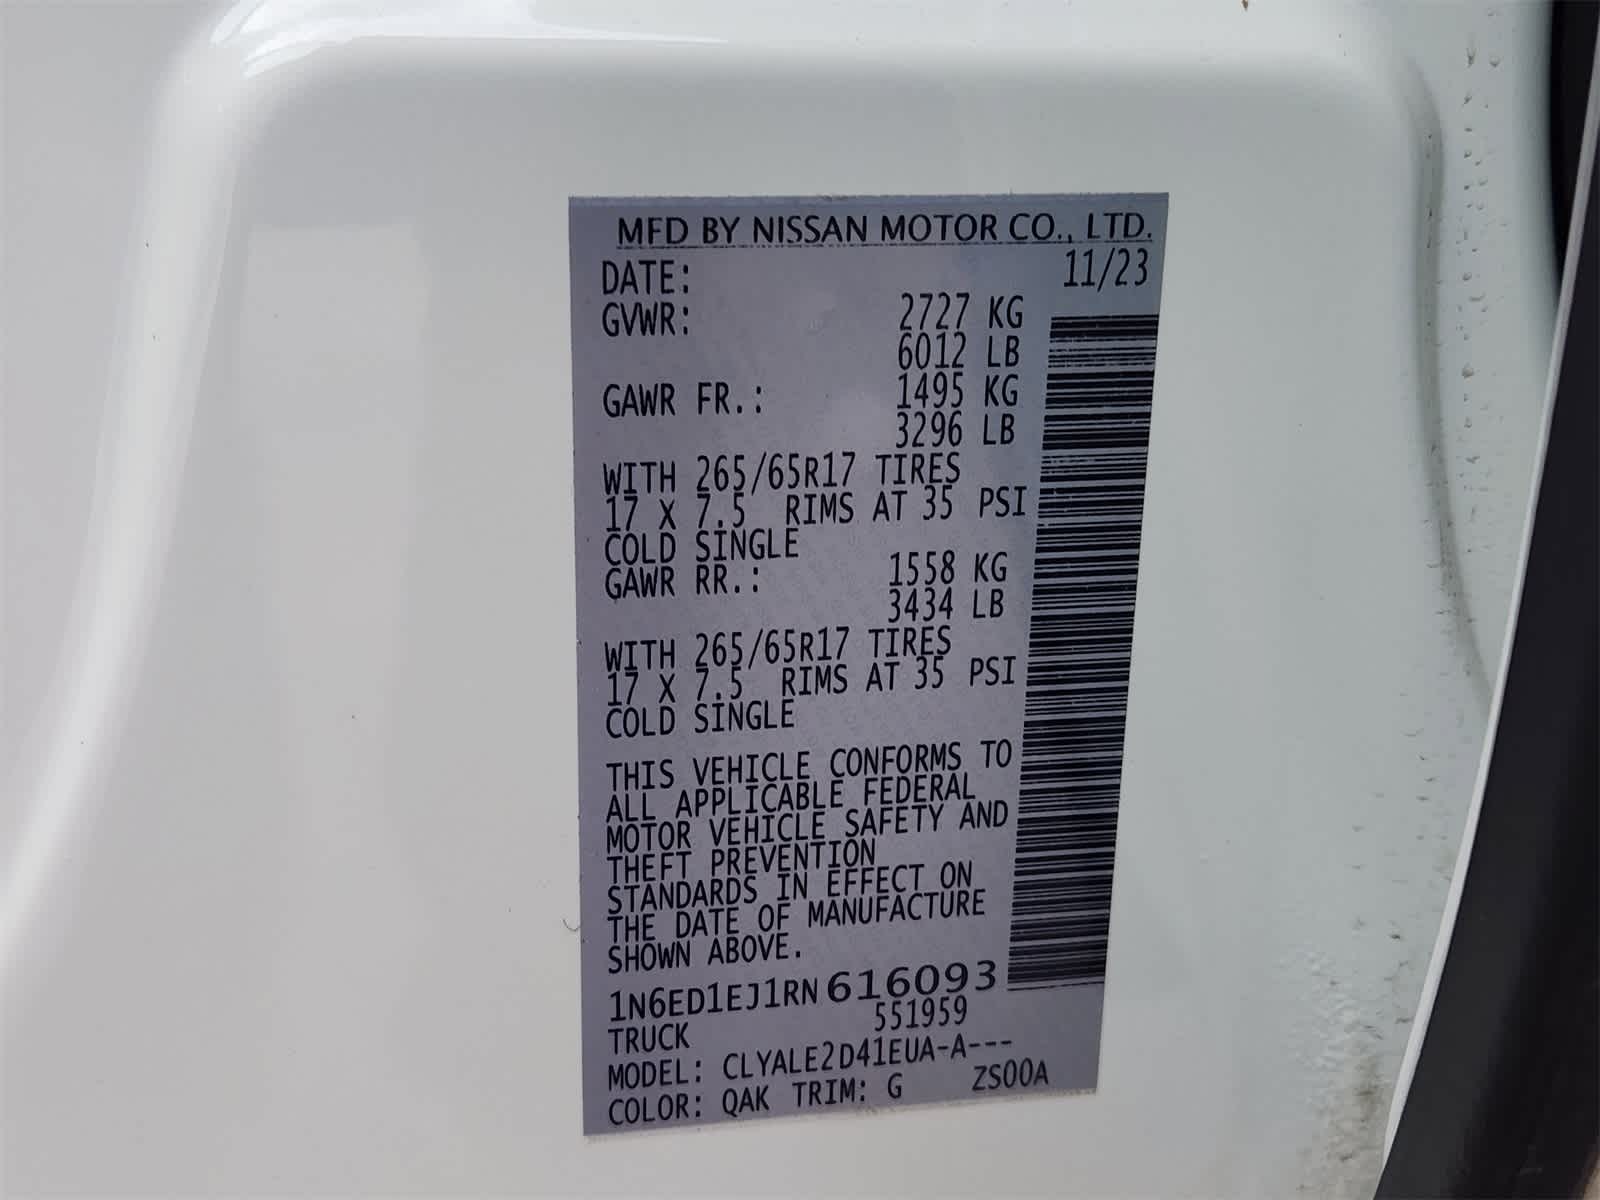 MFD BY NISSAN MOTOR CO., LTD.
DATE: 11/23
GVWR: 2727 KG
6012 LB
GAWR FR.: 1495 KG
3296 LB
WITH 265/65R17 TIRES
17 X 7.5 RIMS AT 35 PSI
COLD SINGLE
GAWR RR.: 1558 KG
3434 LB
WITH 265/65R17 TIRES
17 X 7.5 RIMS AT 35 PSI
COLD SINGLE
THIS VEHICLE CONFORMS TO
ALL APPLICABLE FEDERAL
MOTOR VEHICLE SAFETY AND
THEFT PREVENTION
STANDARDS IN EFFECT ON
THE DATE OF MANUFACTURE
SHOWN ABOVE.
1N6ED1EJ1RN616093
TRUCK 551959
MODEL: CLYALE2D41EUA-A---
COLOR: QAK TRIM: G ZS00A